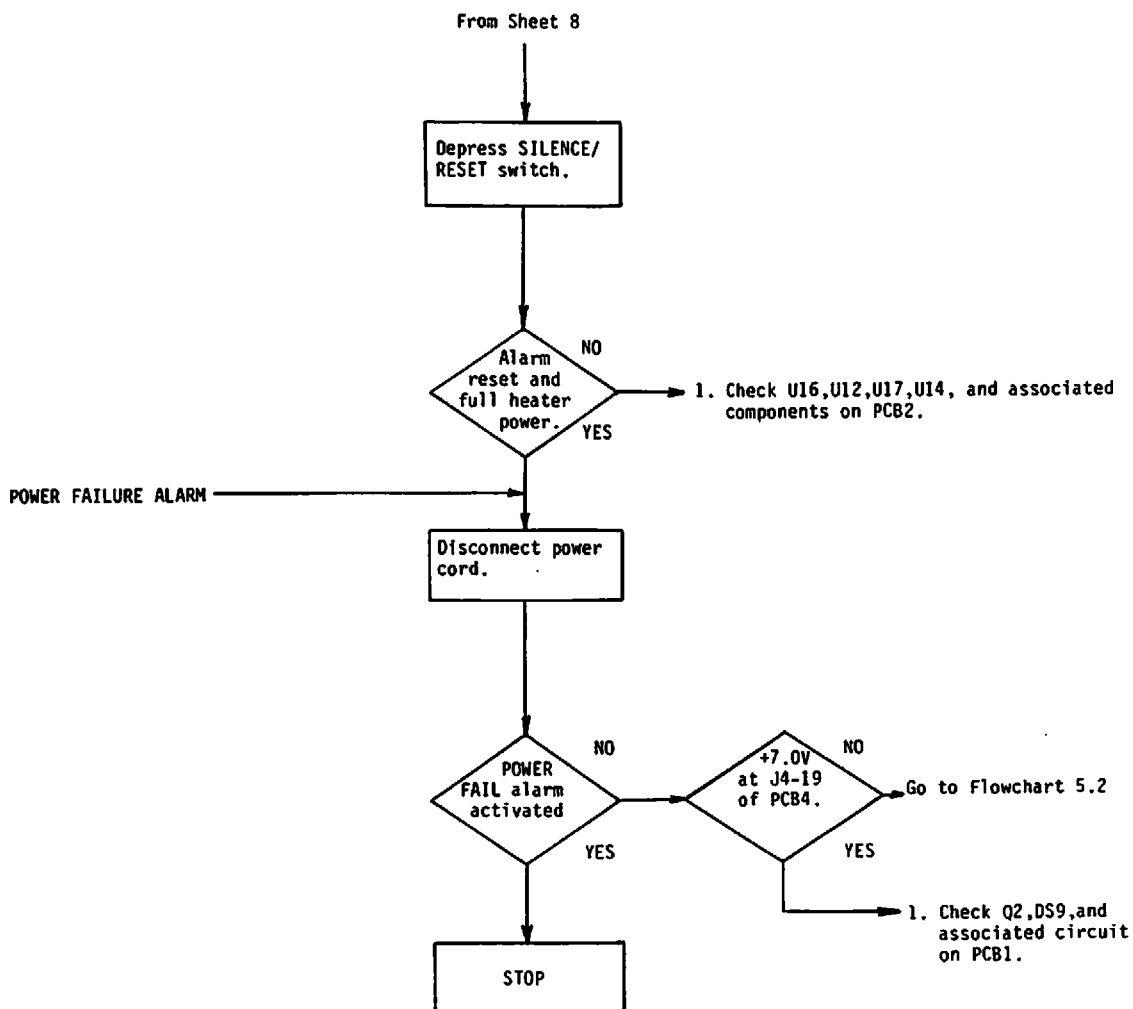 From Sheet 8
Depress SILENCE/
RESET switch.
Alarm
reset and
full heater
power.
NO
YES
1. Check U16,U12,U17,U14, and associated
components on PCB2.
POWER FAILURE ALARM
Disconnect power
cord.
POWER
FAIL alarm
activated
NO
YES
+7.0V
at J4-19
of PCB4.
NO
YES
Go to Flowchart 5.2
1. Check Q2,DS9,and
associated circuit
on PCB1.
STOP